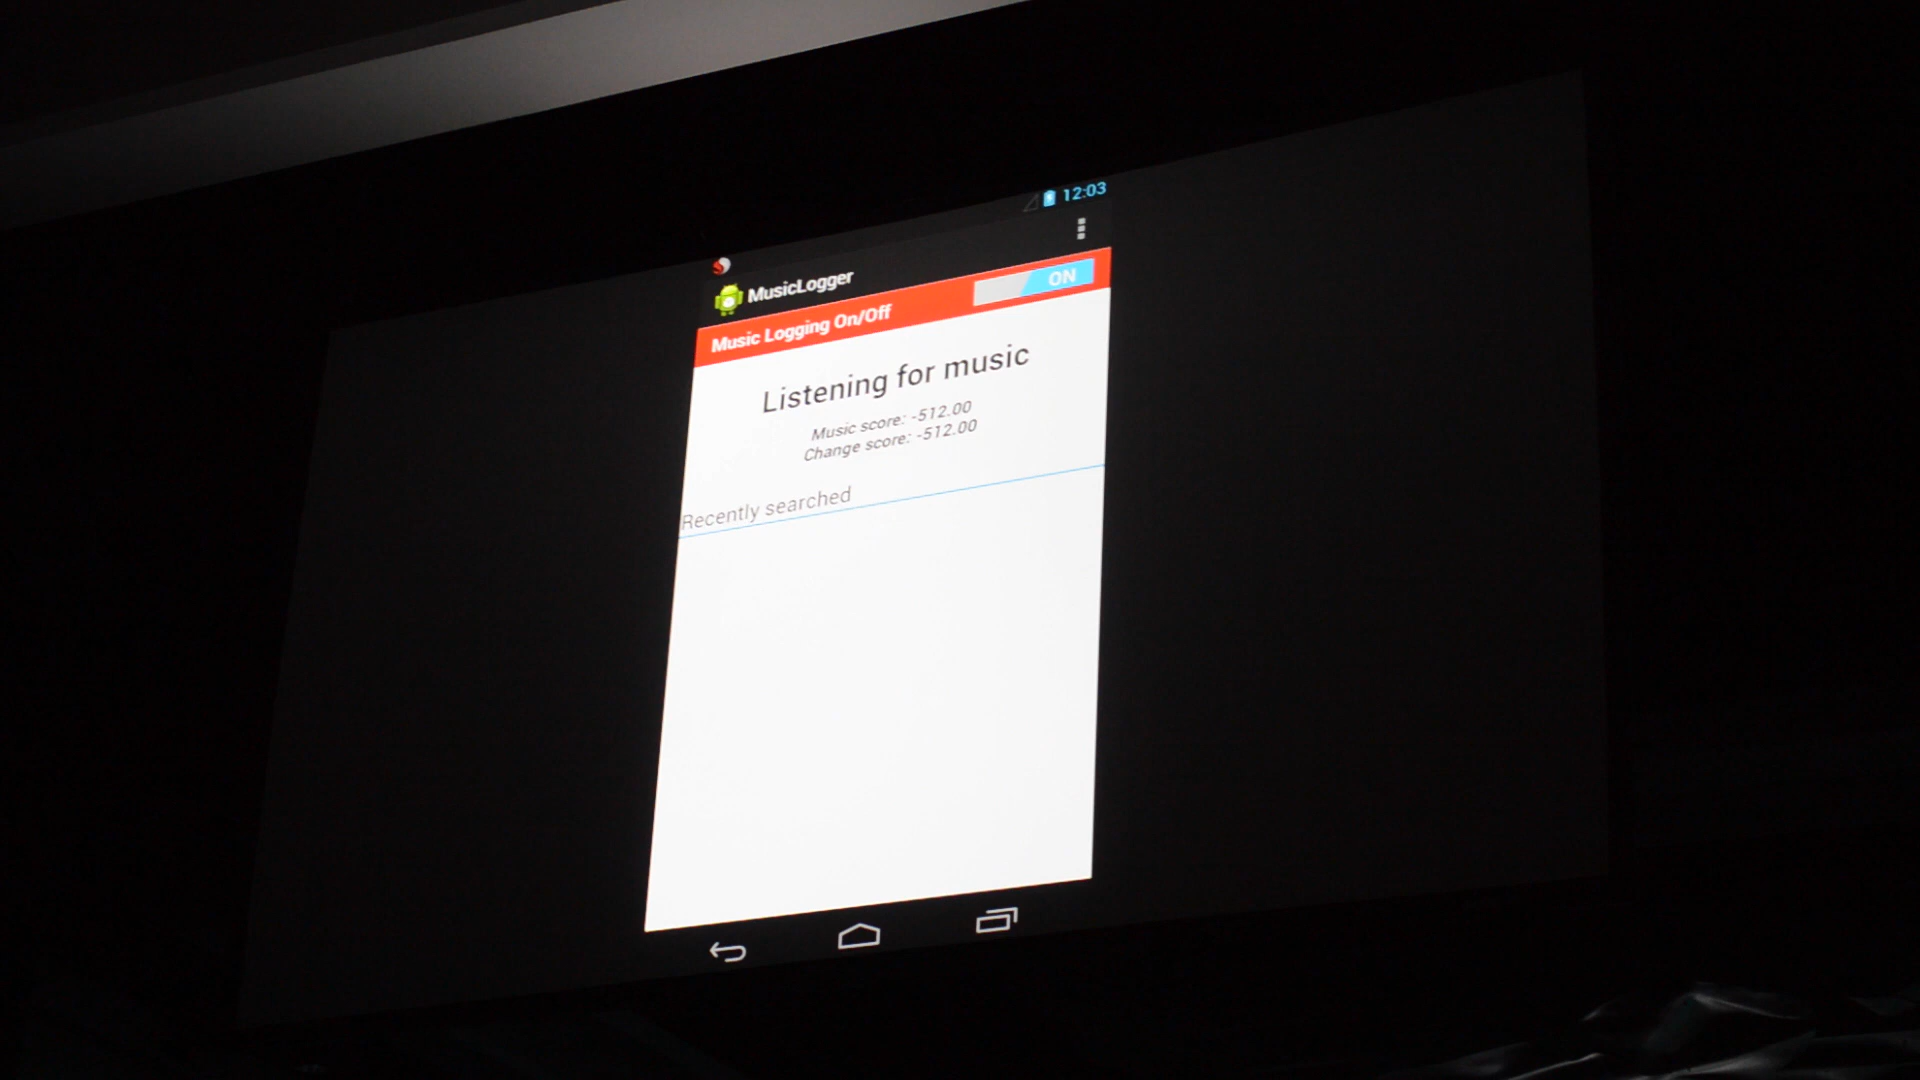 12:03
MusicLogger
Music Logging On/Off ON
Listening for music
Music score: -512.00
Change score: -512.00
Recently searched